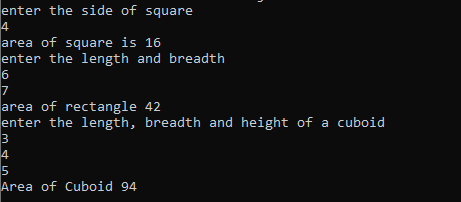 enter the side of square
4
area of square is 16
enter the length and breadth
6
7
area of rectangle 42
enter the length, breadth and height of a cuboid
3
4
5
Area of Cuboid 94